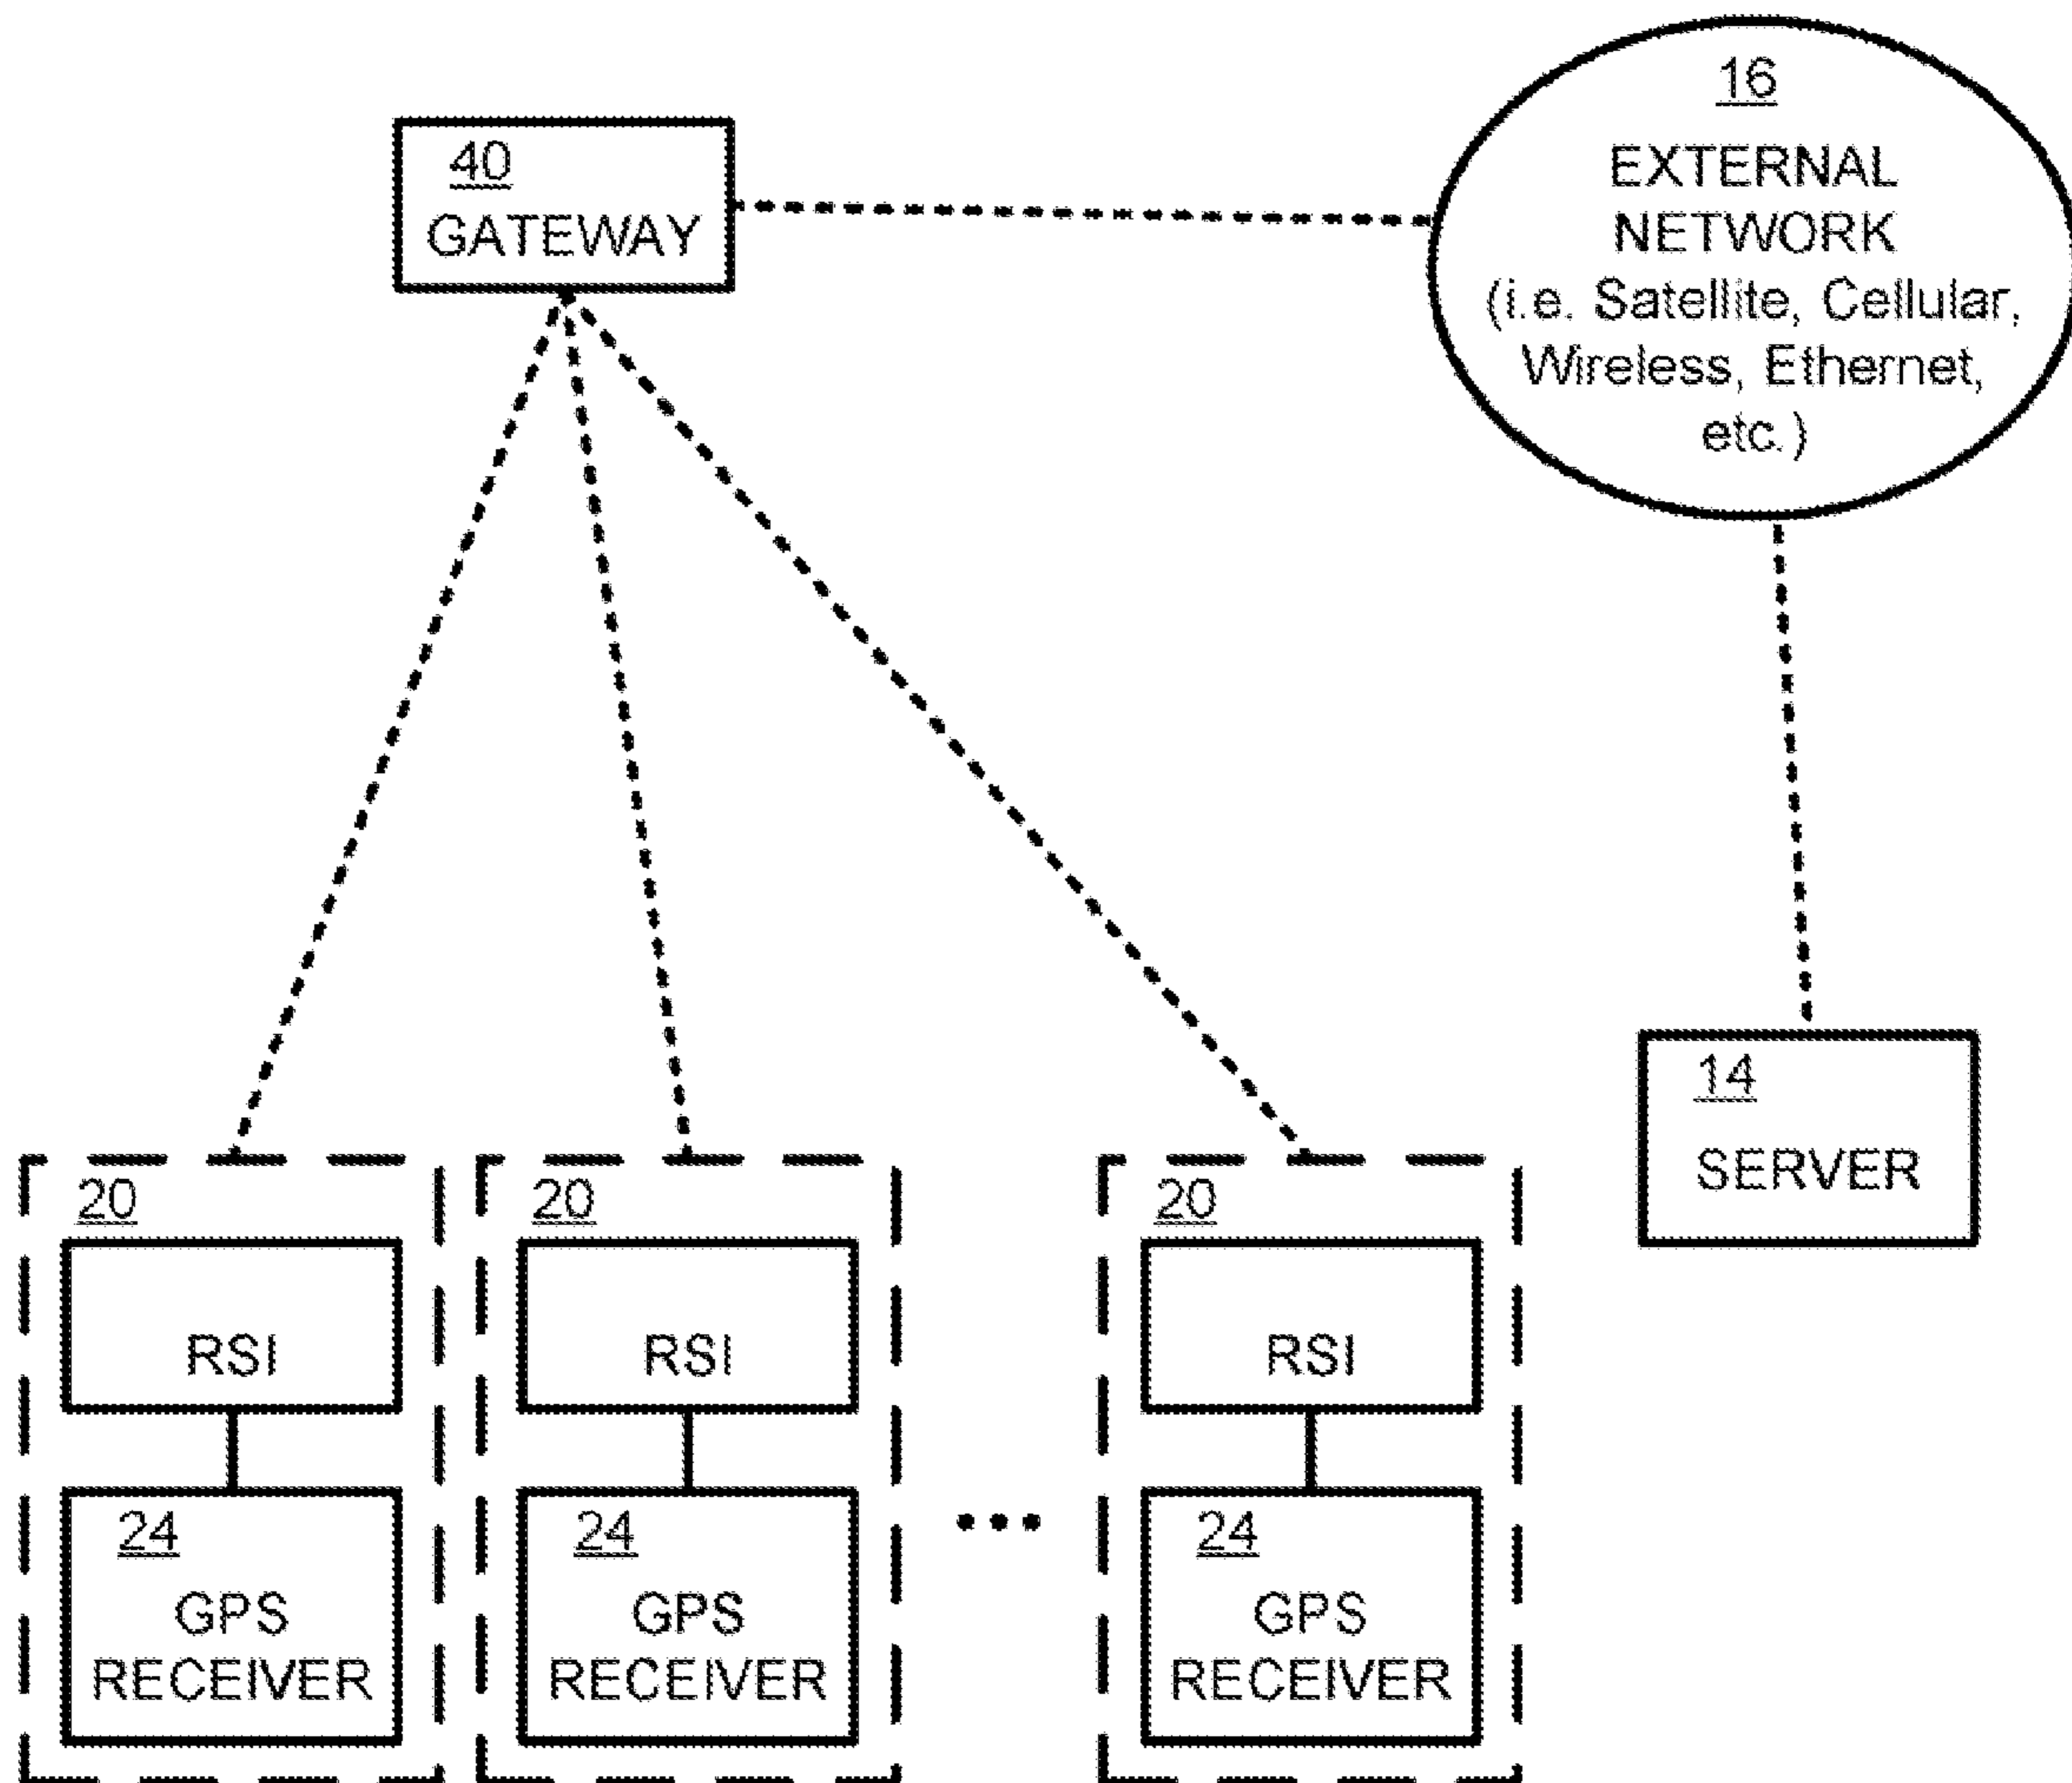 16
EXTERNAL
NETWORK
(i.e. Satellite, Cellular,
Wireless, Ethernet,
etc.)
40
GATEWAY
14
SERVER
20
RSI
24
GPS
RECEIVER
20
RSI
24
GPS
RECEIVER
...
20
RSI
24
GPS
RECEIVER